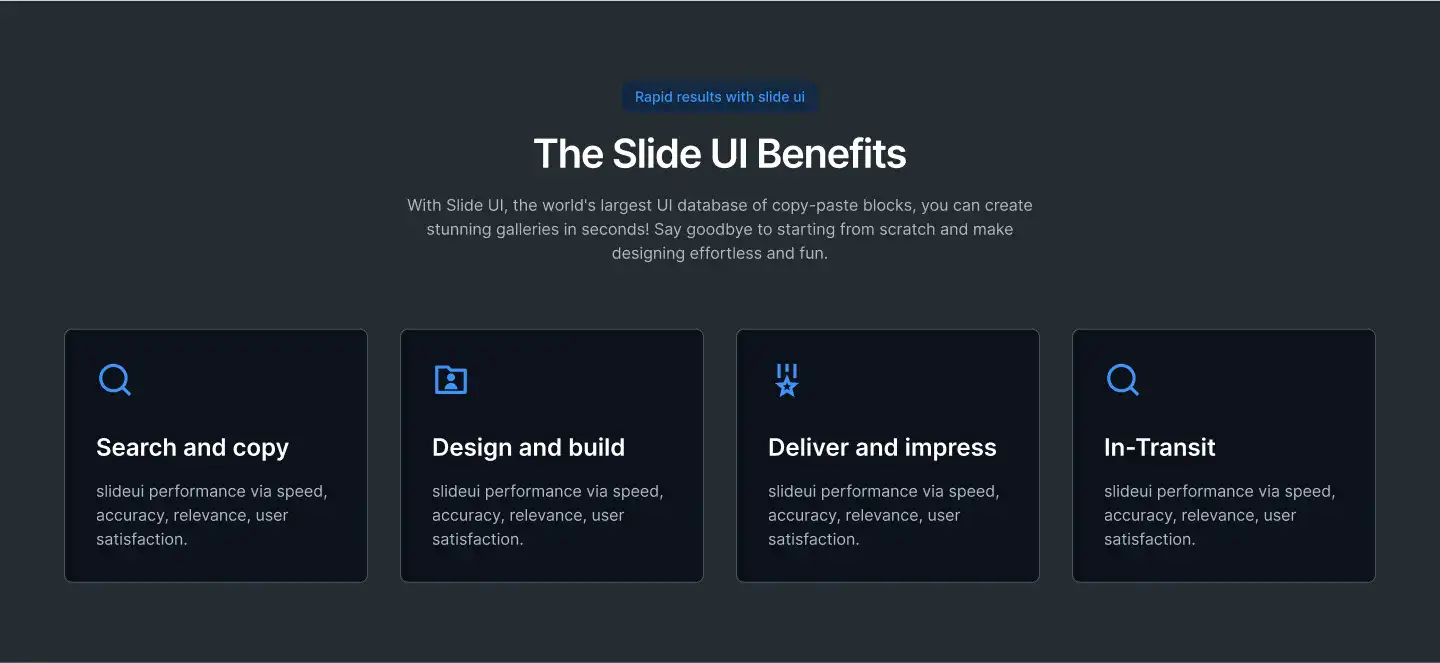 Rapid results with slide ui
The Slide UI Benefits
With Slide UI, the world's largest UI database of copy-paste blocks, you can create
stunning galleries in seconds! Say goodbye to starting from scratch and make
designing effortless and fun.
Search and copy
slideui performance via speed,
accuracy, relevance, user
satisfaction.
Design and build
slideui performance via speed,
accuracy, relevance, user
satisfaction.
Deliver and impress
slideui performance via speed,
accuracy, relevance, user
satisfaction.
In-Transit
slideui performance via speed,
accuracy, relevance, user
satisfaction.